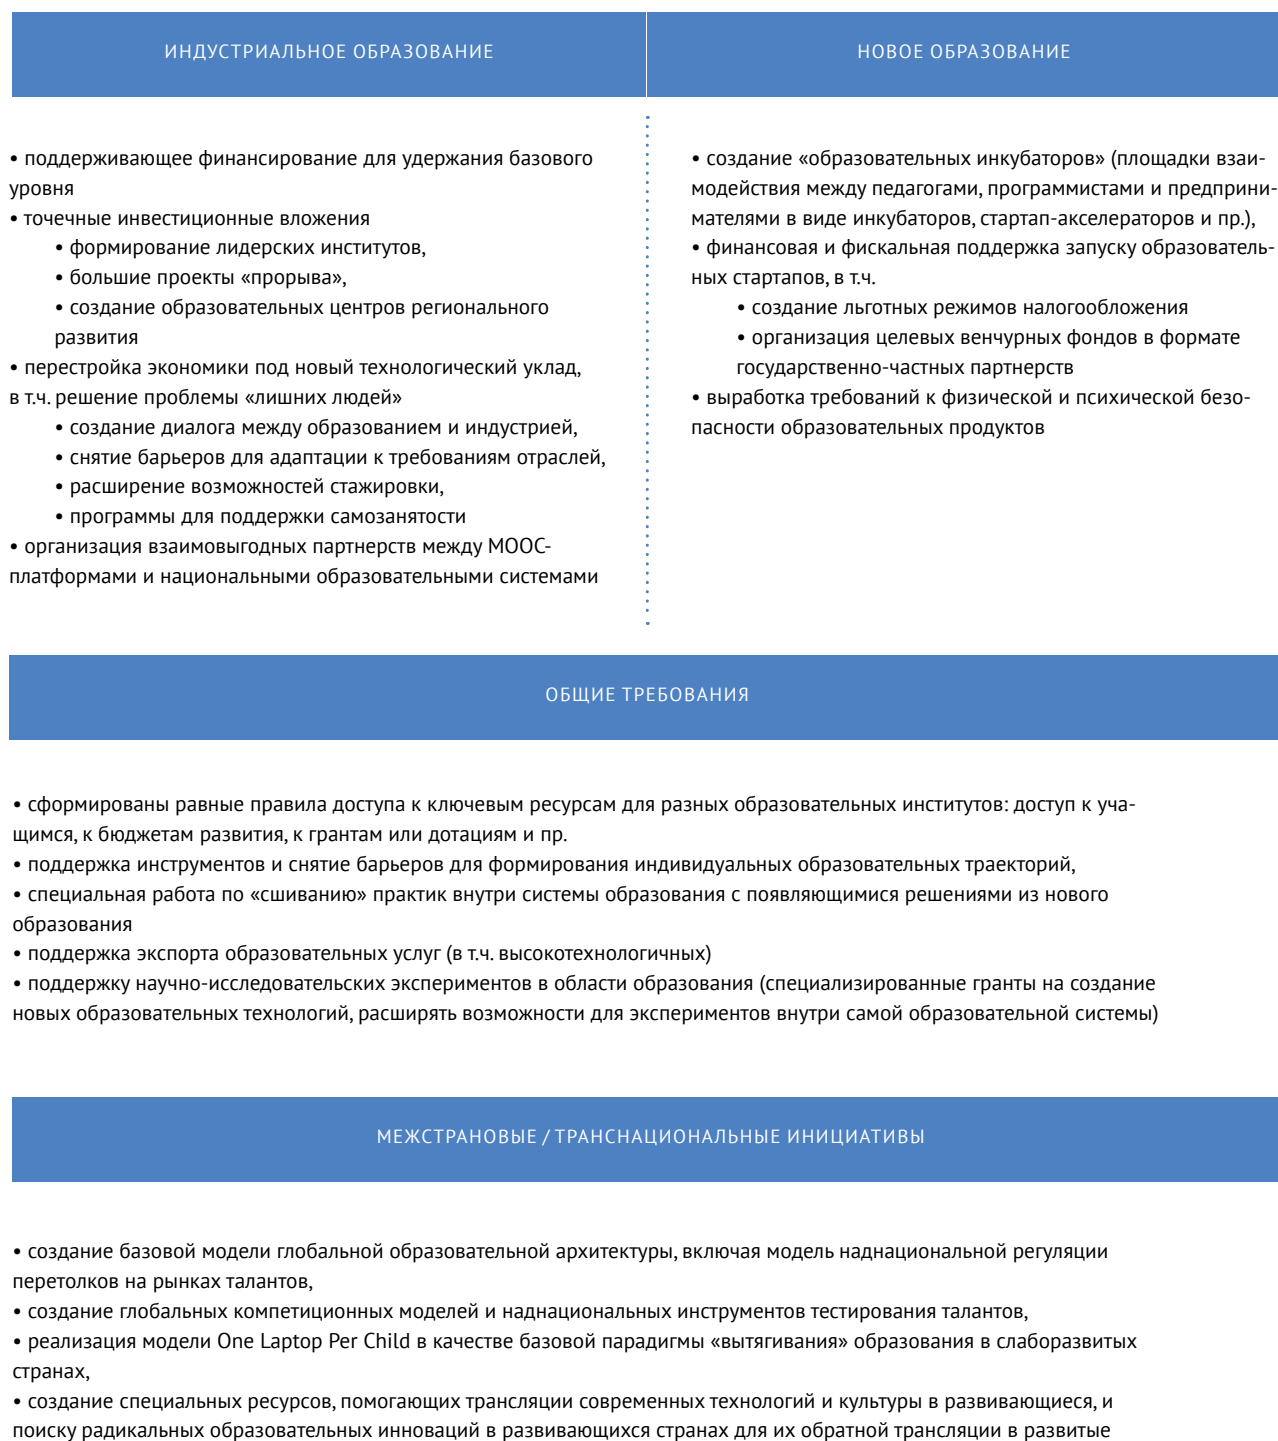 ИНДУСТРИАЛЬНОЕ ОБРАЗОВАНИЕ
• поддерживающее финансирование для удержания базового
уровня
• точечные инвестиционные вложения
• формирование лидерских институтов,
• большие проекты «прорыва»,
• создание образовательных центров регионального
развития
• перестройка экономики под новый технологический уклад,
в т.ч. решение проблемы «лишних людей»
• создание диалога между образованием и индустрией,
• снятие барьеров для адаптации к требованиям отраслей,
• расширение возможностей стажировки,
• программы для поддержки самозанятости
• организация взаимовыгодных партнерств между МООС-
платформами и национальными образовательными системами
НОВОЕ ОБРАЗОВАНИЕ
• создание «образовательных инкубаторов» (площадки взаи-
модействия между педагогами, программистами и предприни-
мателями в виде инкубаторов, стартап-акселераторов и пр.),
• финансовая и фискальная поддержка запуску образователь-
ных стартапов, в т.ч.
• создание льготных режимов налогообложения
• организация целевых венчурных фондов в формате
государственно-частных партнерств
• выработка требований к физической и психической безо-
пасности образовательных продуктов
ОБЩИЕ ТРЕБОВАНИЯ
• сформированы равные правила доступа к ключевым ресурсам для разных образовательных институтов: доступ к уча-
щимся, к бюджетам развития, к грантам или дотациям и пр.
• поддержка инструментов и снятие барьеров для формирования индивидуальных образовательных траекторий,
• специальная работа по «сшиванию» практик внутри системы образования с появляющимися решениями из нового
образования
• поддержка экспорта образовательных услуг (в т.ч. высокотехнологичных)
• поддержку научно-исследовательских экспериментов в области образования (специализированные гранты на создание
новых образовательных технологий, расширять возможности для экспериментов внутри самой образовательной системы)
МЕЖСТРАНОВЫЕ / ТРАНСНАЦИОНАЛЬНЫЕ ИНИЦИАТИВЫ
• создание базовой модели глобальной образовательной архитектуры, включая модель наднациональной регуляции
перетолков на рынках талантов,
• создание глобальных компетиционных моделей и наднациональных инструментов тестирования талантов,
• реализация модели One Laptop Per Child в качестве базовой парадигмы «вытягивания» образования в слаборазвитых
странах,
• создание специальных ресурсов, помогающих трансляции современных технологий и культуры в развивающиеся, и
поиску радикальных образовательных инноваций в развивающихся странах для их обратной трансляции в развитые